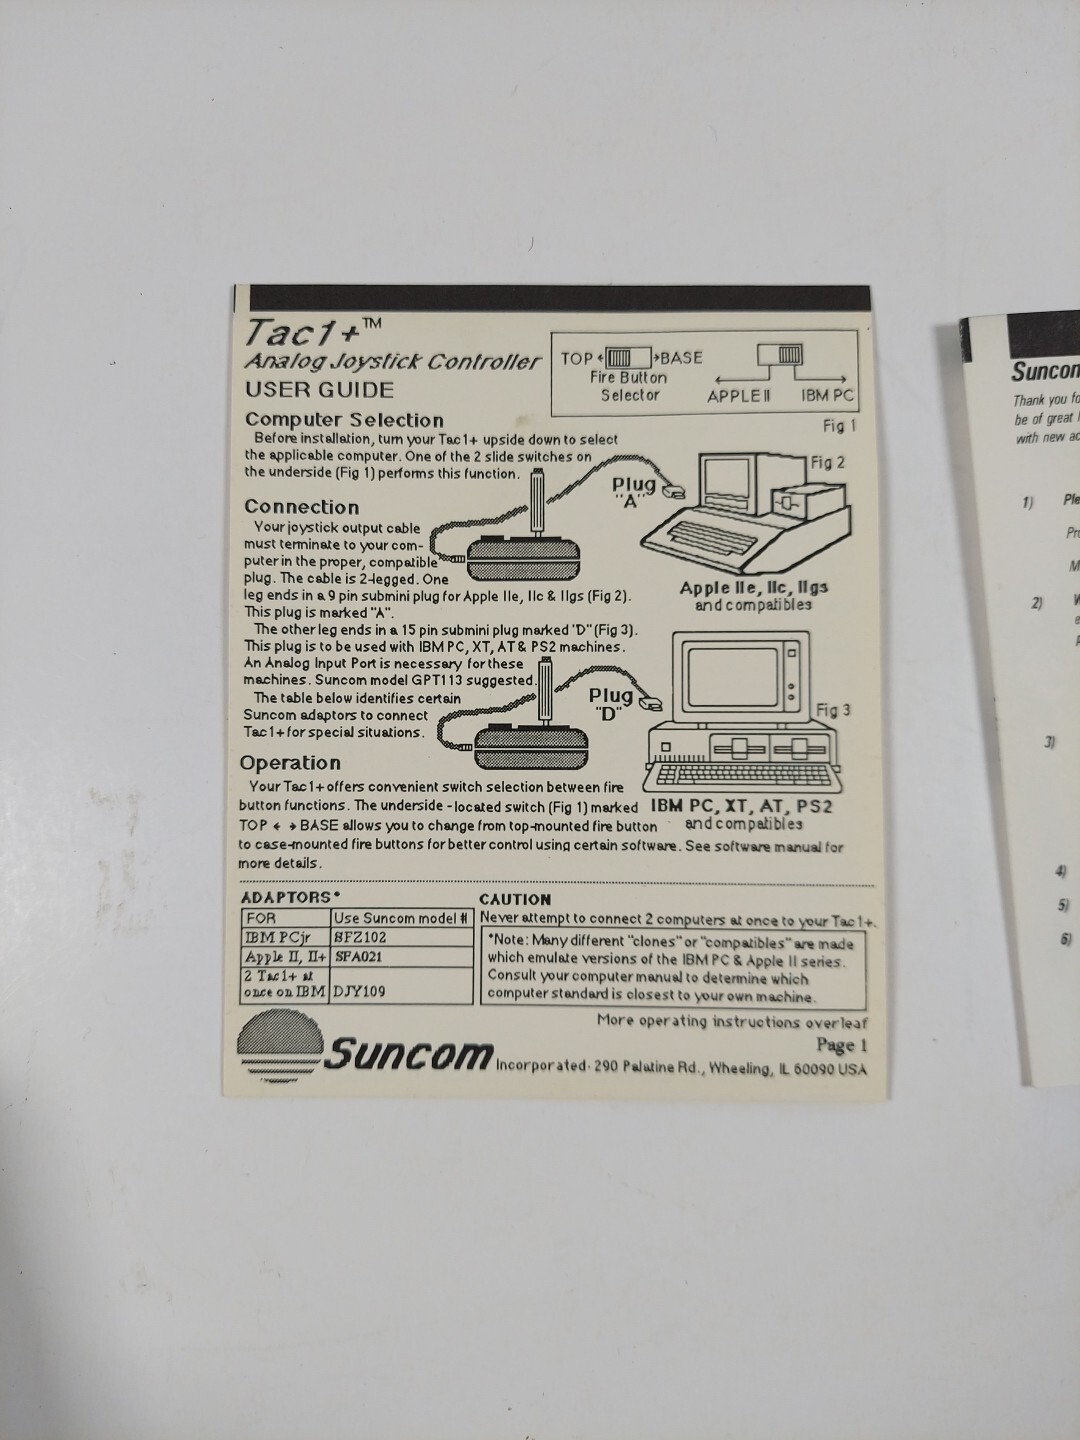 Tac1+™
Analog Joystick Controller
USER GUIDE
TOP BASE
Fire Button
Selector
APPLE II IBM PC
Fig 1
Computer Selection
Before installation, turn your Tac1+ upside down to select
the applicable computer. One of the 2 slide switches on
the underside (Fig 1) performs this function.
Plug
"A"
Fig 2
Apple IIe, IIc, IIgs
and compatibles
Connection
Your joystick output cable
must terminate to your com-
puter in the proper, compatible
plug. The cable is 2-legged. One
leg ends in a 9 pin submini plug for Apple IIe, IIc & IIgs (Fig 2).
This plug is marked "A".
The other leg ends in a 15 pin submini plug marked "D" (Fig 3).
This plug is to be used with IBM PC, XT, AT & PS2 machines.
An Analog Input Port is necessary for these
machines. Suncom model GPT113 suggested.
The table below identifies certain
Suncom adaptors to connect
Tac1+ for special situations.
Plug
"D"
Fig 3
IBM PC, XT, AT, PS2
and compatibles
Operation
Your Tac1+ offers convenient switch selection between fire
button functions. The underside-located switch (Fig 1) marked
TOP ← → BASE allows you to change from top-mounted fire button
to case-mounted fire buttons for better control using certain software. See software manual for
more details.
ADAPTORS*
FOR Use Suncom model #
IBM PCjr SFZ102
Apple II, II+ SPA021
2 Tac1+ at
once on IBM DJY109
CAUTION
Never attempt to connect 2 computers at once to your Tac1+.
*Note: Many different "clones" or "compatibles" are made
which emulate versions of the IBM PC & Apple II series.
Consult your computer manual to determine which
computer standard is closest to your own machine.
More operating instructions overleaf
Page 1
Suncom Incorporated· 290 Palatine Rd., Wheeling, IL 60090 USA
Suncom
Thank you
be of great
with new
1)
2)
3)
4)
5)
6)